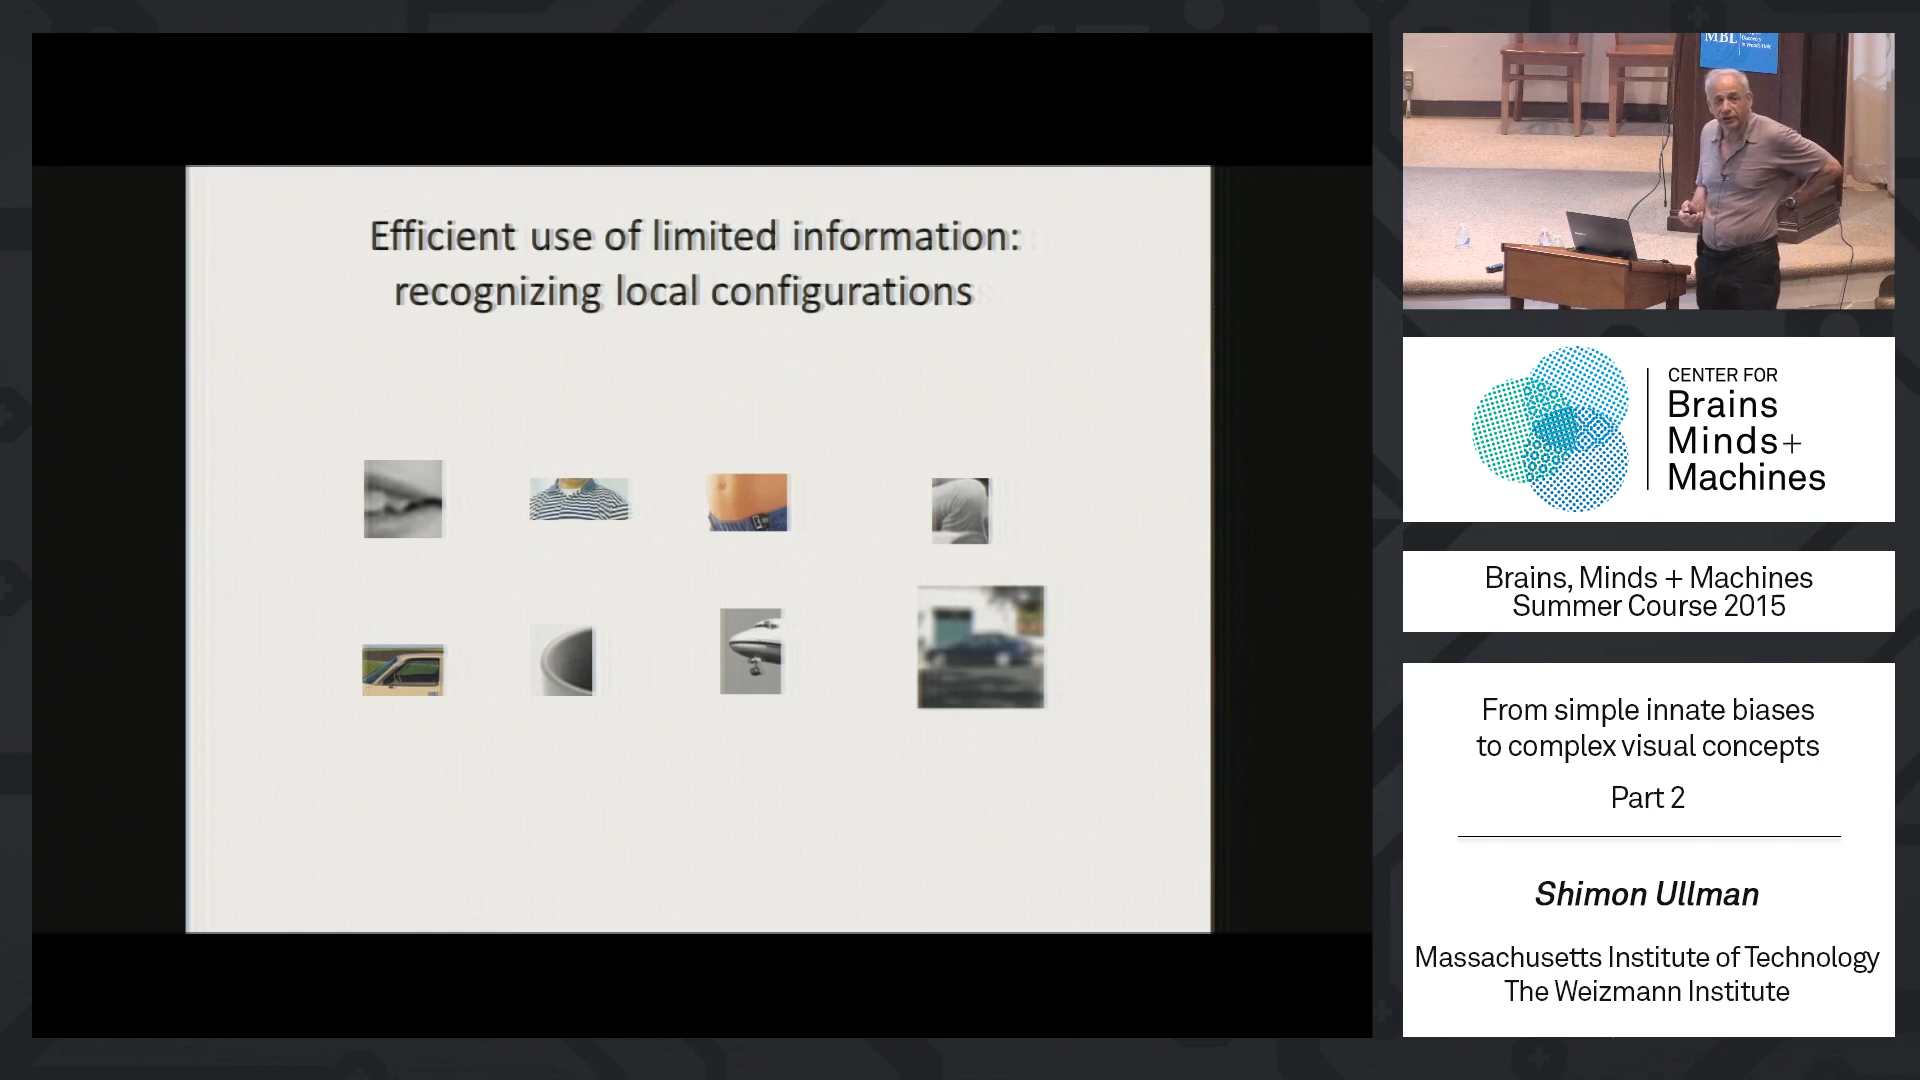 Efficient use of limited information:
recognizing local configurations
MBL
CENTER FOR
Brains
Minds+
Machines
Brains, Minds + Machines
Summer Course 2015
From simple innate biases
to complex visual concepts
Part 2
Shimon Ullman
Massachusetts Institute of Technology
The Weizmann Institute